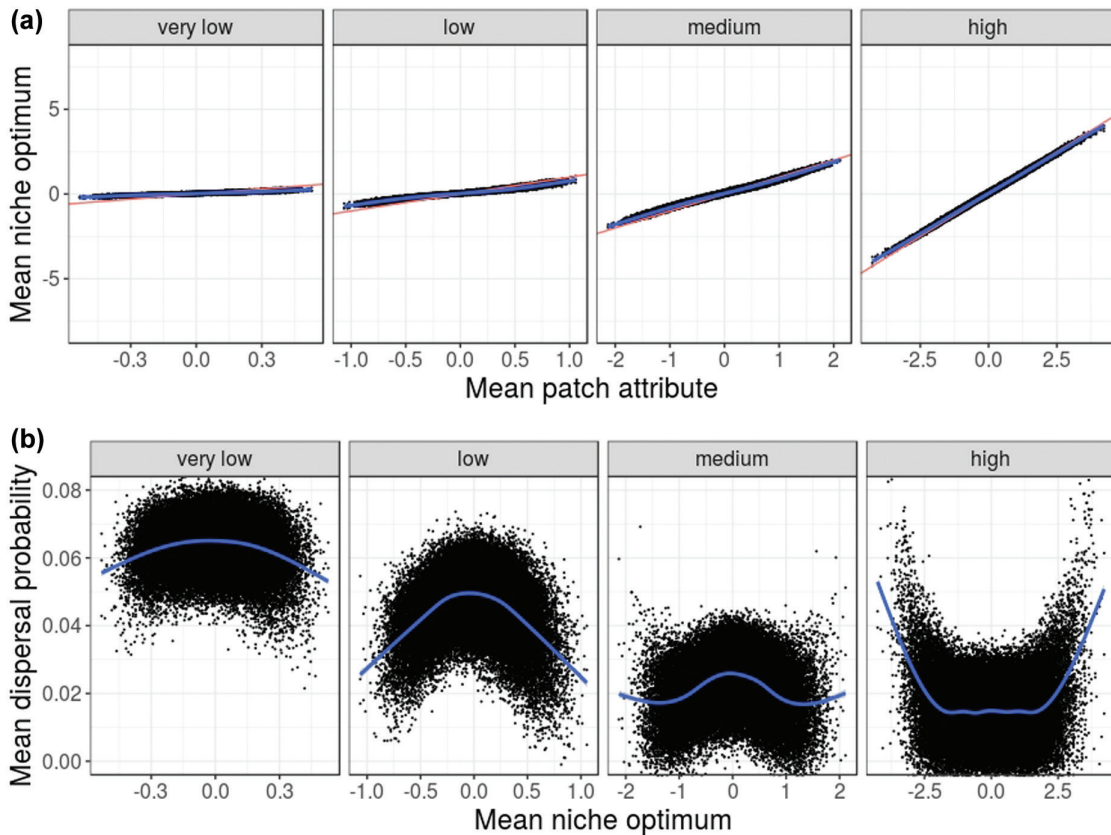 (a)
very low low medium high
Mean niche optimum
5
0
-5
-0.3 0.0 0.3 -1.0 -0.5 0.0 0.5 1.0 -2 -1 0 1 2 -2.5 0.0 2.5
Mean patch attribute
(b)
very low low medium high
Mean dispersal probability
0.08
0.06
0.04
0.02
0.00
-0.3 0.0 0.3 -1.0 -0.5 0.0 0.5 1.0 -2 -1 0 1 2 -2.5 0.0 2.5
Mean niche optimum